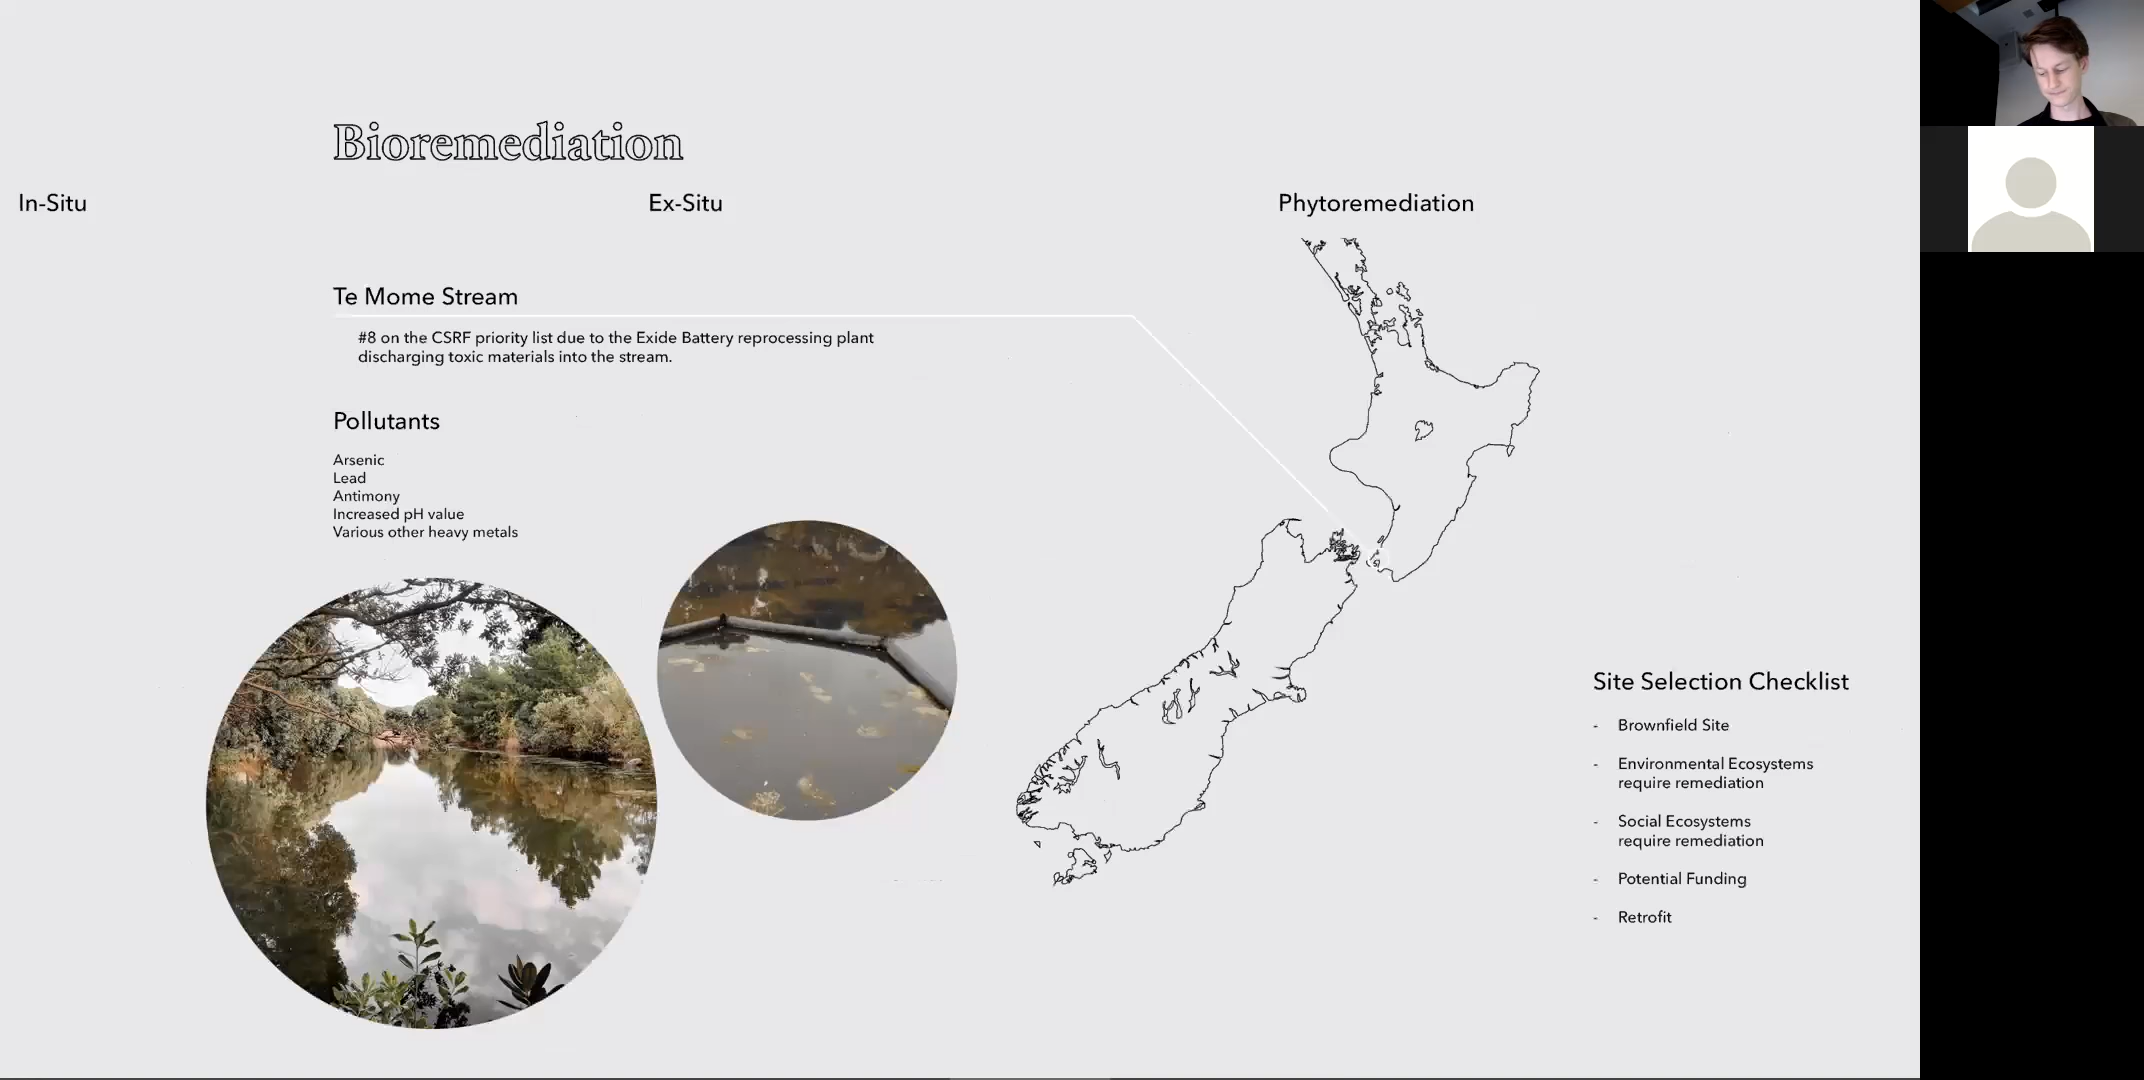 Bioremediation
In-Situ
Ex-Situ
Phytoremediation
Te Mome Stream
#8 on the CSRF priority list due to the Exide Battery reprocessing plant
discharging toxic materials into the stream.
Pollutants
Arsenic
Lead
Antimony
Increased pH value
Various other heavy metals
Site Selection Checklist
- Brownfield Site
- Environmental Ecosystems
require remediation
- Social Ecosystems
require remediation
- Potential Funding
- Retrofit